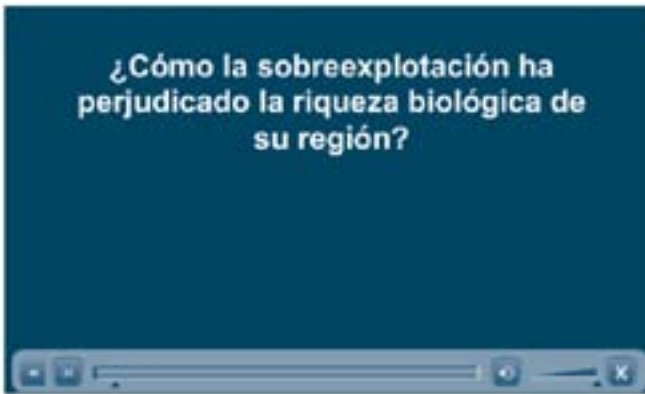 ¿Cómo la sobreexplotación ha
perjudicado la riqueza biológica de
su región?